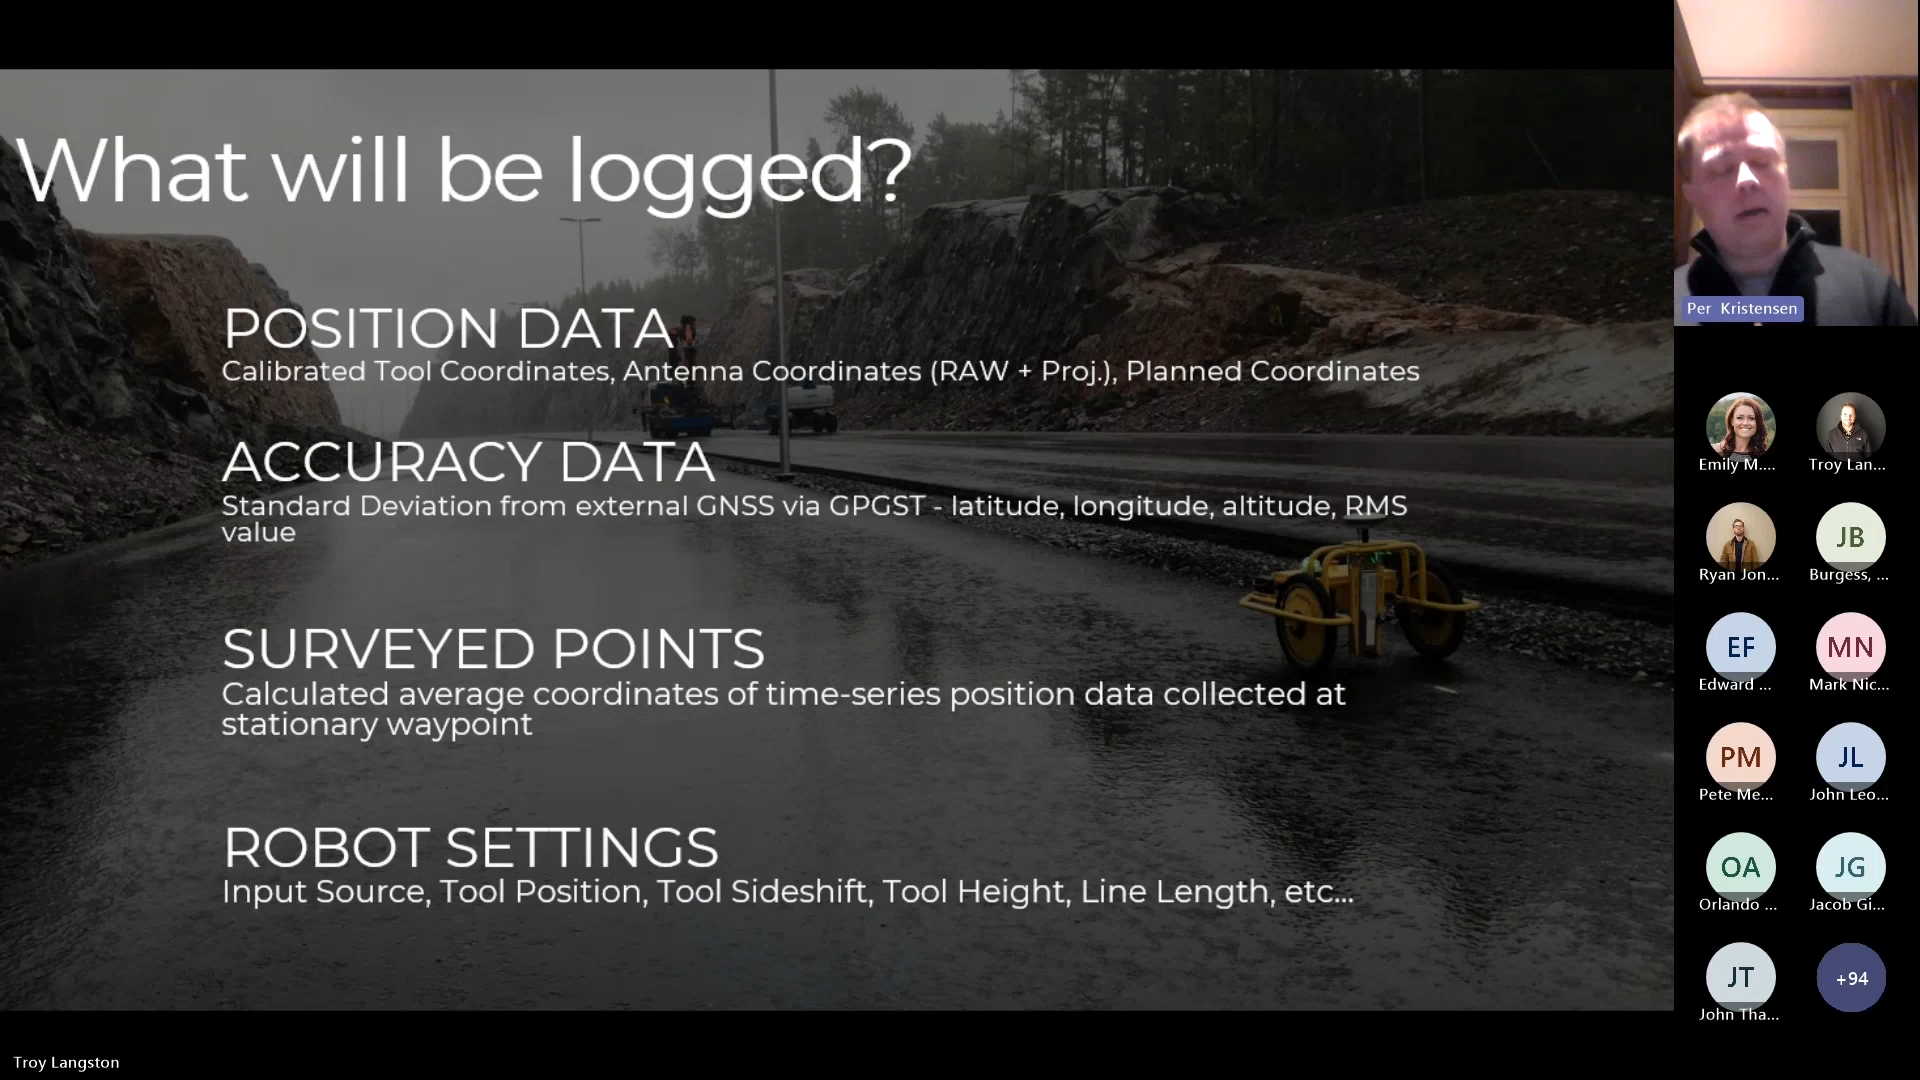 What will be logged?
POSITION DATA
Calibrated Tool Coordinates, Antenna Coordinates (RAW + Proj.), Planned Coordinates
ACCURACY DATA
Standard Deviation from external GNSS via GPGST - latitude, longitude, altitude, RMS
value
SURVEYED POINTS
Calculated average coordinates of time-series position data collected at
stationary waypoint
ROBOT SETTINGS
Input Source, Tool Position, Tool Sideshift, Tool Height, Line Length, etc...
Troy Langston
Per Kristensen
Emily M....
Troy Lan...
Ryan Jon...
JB
Burgess, ...
EF
Edward ...
MN
Mark Nic...
PM
Pete Me...
JL
John Leo...
OA
Orlando ...
JG
Jacob Gi...
JT
John Tha...
+94